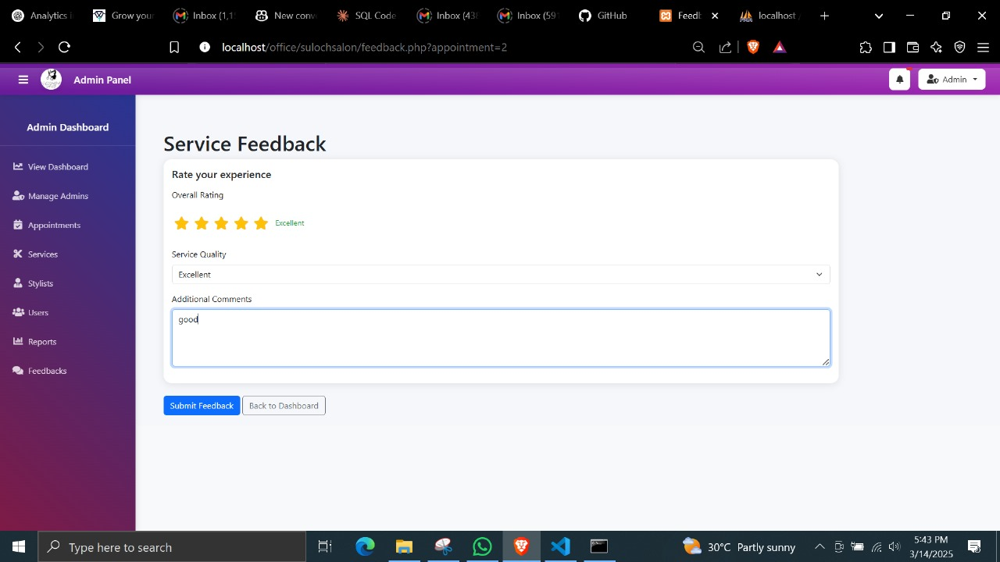 Analytics i
Grow your
Inbox (1,1
New conv
SQL Code
Inbox (438
Inbox (591
GitHub
Feedb
localhost /
localhost/office/sulochsalon/feedback.php?appointment=2
Admin Panel
Admin
Admin Dashboard
View Dashboard
Manage Admins
Appointments
Services
Stylists
Users
Reports
Feedbacks
Service Feedback
Rate your experience
Overall Rating
Excellent
Service Quality
Excellent
Additional Comments
good
Submit Feedback
Back to Dashboard
Type here to search
30°C Partly sunny
5:43 PM
3/14/2025